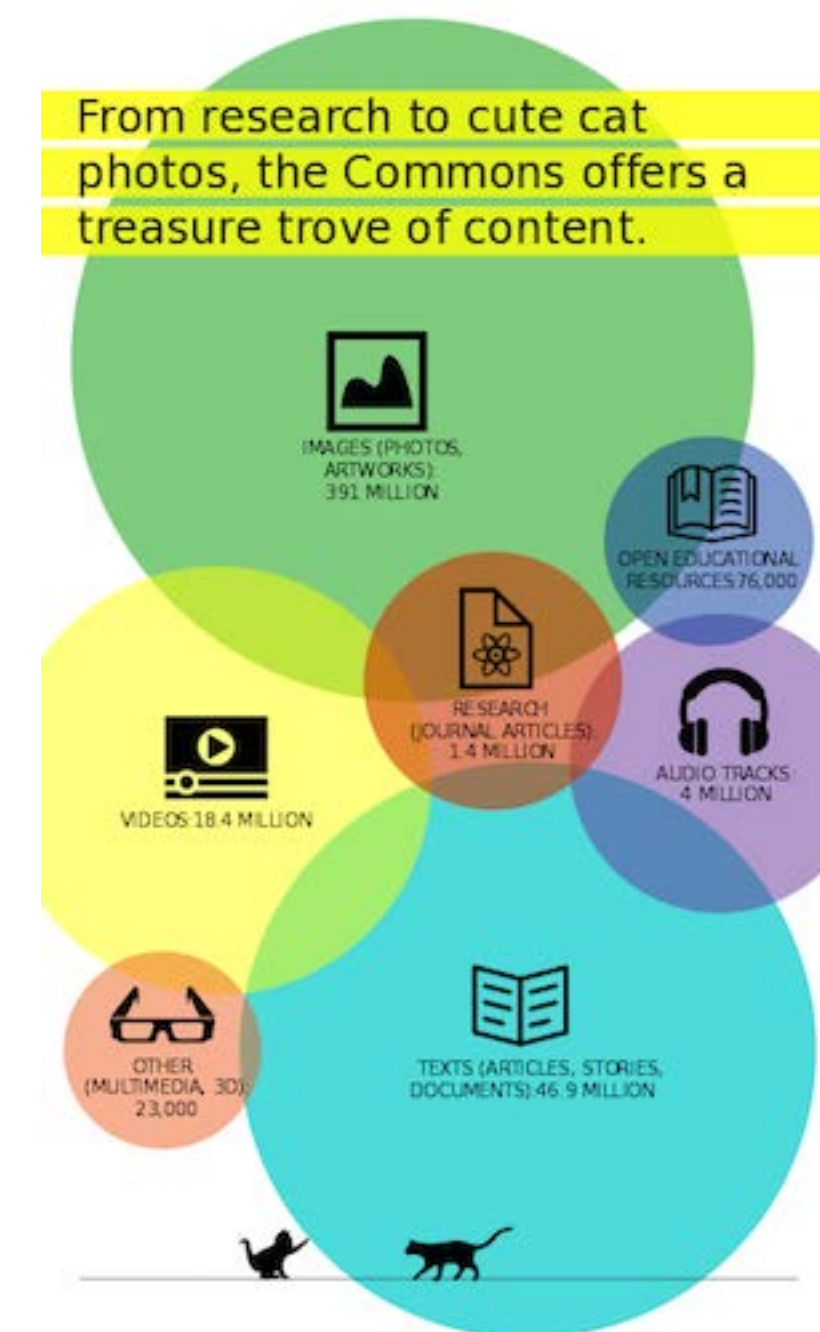 From research to cute cat
photos, the Commons offers a
treasure trove of content.
IMAGES (PHOTOS,
ARTWORKS):
391 MILLION
OPEN EDUCATIONAL
RESOURCES:76,000
RESEARCH
(JOURNAL ARTICLES):
1.4 MILLION
AUDIO TRACKS:
4 MILLION
VIDEOS:18.4 MILLION
OTHER
(MULTIMEDIA, 3D):
23,000
TEXTS (ARTICLES, STORIES,
DOCUMENTS):46.9 MILLION